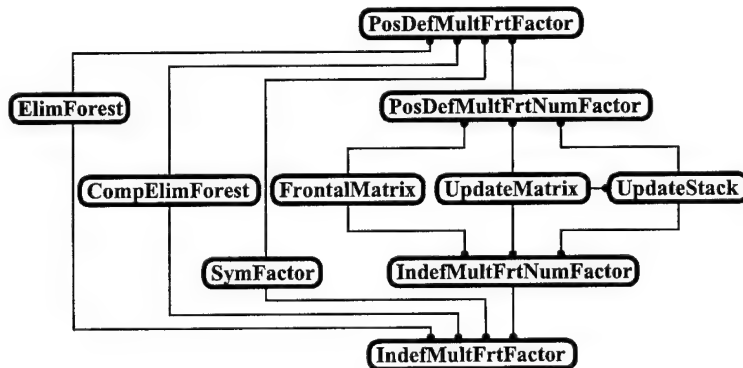 PosDefMultFrtFactor
ElimForest
PosDefMultFrtNumFactor
CompElimForest
FrontalMatrix
UpdateMatrix
UpdateStack
SymFactor
IndefMultFrtNumFactor
IndefMultFrtFactor